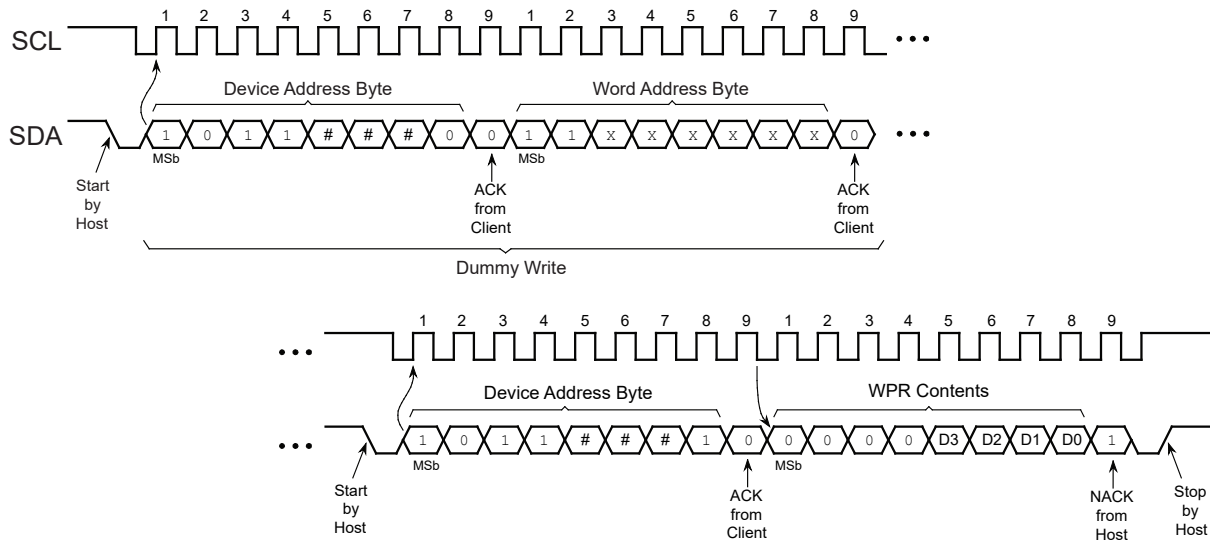 1 2 3 4 5 6 7 8 9 1 2 3 4 5 6 7 8 9
SCL
Device Address Byte Word Address Byte
SDA 1 0 1 1 # # # 0 0 1 1 X X X X X X 0
MSb MSb
Start
by
Host
ACK
from
Client
ACK
from
Client
Dummy Write
1 2 3 4 5 6 7 8 9 1 2 3 4 5 6 7 8 9
Device Address Byte WPR Contents
1 0 1 1 # # # 1 0 0 0 0 0 D3 D2 D1 D0 1
MSb MSb
Start
by
Host
ACK
from
Client
NACK
from
Host
Stop
by
Host